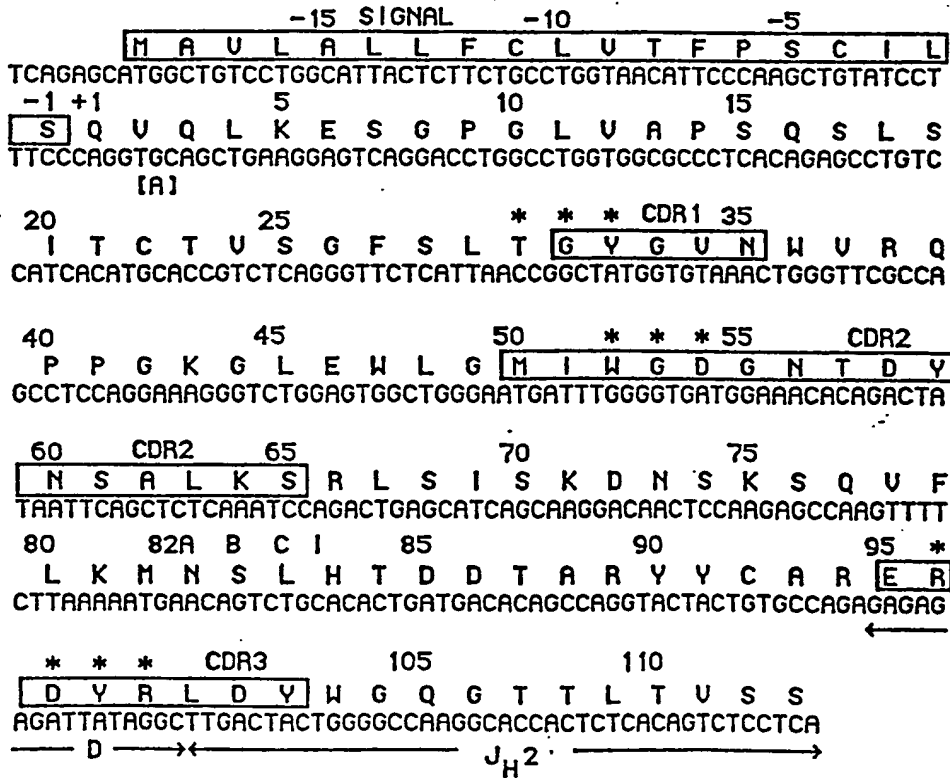 -15 SIGNAL -10 -5
M A V L A L L F C L V T F P S C I L
TCAGAGCATGGCTGTCCTGGCATTACTCTTCTGCCTGGTAACATTCCCAAGCTGTATCCT
-1 +1 5 10 15
S Q V Q L K E S G P G L V A P S Q S L S
TTCCCAGGTGCAGCTGAAGGAGTCAGGACCTGGCCTGGTGGCGCCCTCACAGAGCCTGTC
[A]
20 25 * * * CDR1 35
I T C T V S G F S L T G Y G V N W V R Q
CATCACATGCACCGTCTCAGGGTTCTCATTAACCGGCTATGGTGTAAACTGGGTTCGCCA
40 45 50 * * * 55 CDR2
P P G K G L E W L G M I W G D G N T D Y
GCCTCCAGGAAAGGGTCTGGAGTGGCTGGGAATGATTTGGGGTGATGGAAACACAGACTA
60 CDR2 65 70 75
N S A L K S R L S I S K D N S K S Q V F
TAATTCAGCTCTCAAATCCAGACTGAGCATCAGCAAGGACAACTCCAAGAGCCAAGTTTT
80 82A B C I 85 90 95 *
L K M N S L H T D D T A R Y Y C A R E R
CTTAAAAATGAACAGTCTGCACACTGATGACACAGCCAGGTACTACTGTGCCAGAGAGAG
* * * CDR3 105 110
D Y R L D Y W G Q G T T L T V S S
AGATTATAGGCTTGACTACTGGGGCCAAGGCACCACTCTCACAGTCTCCTCA
D JH2